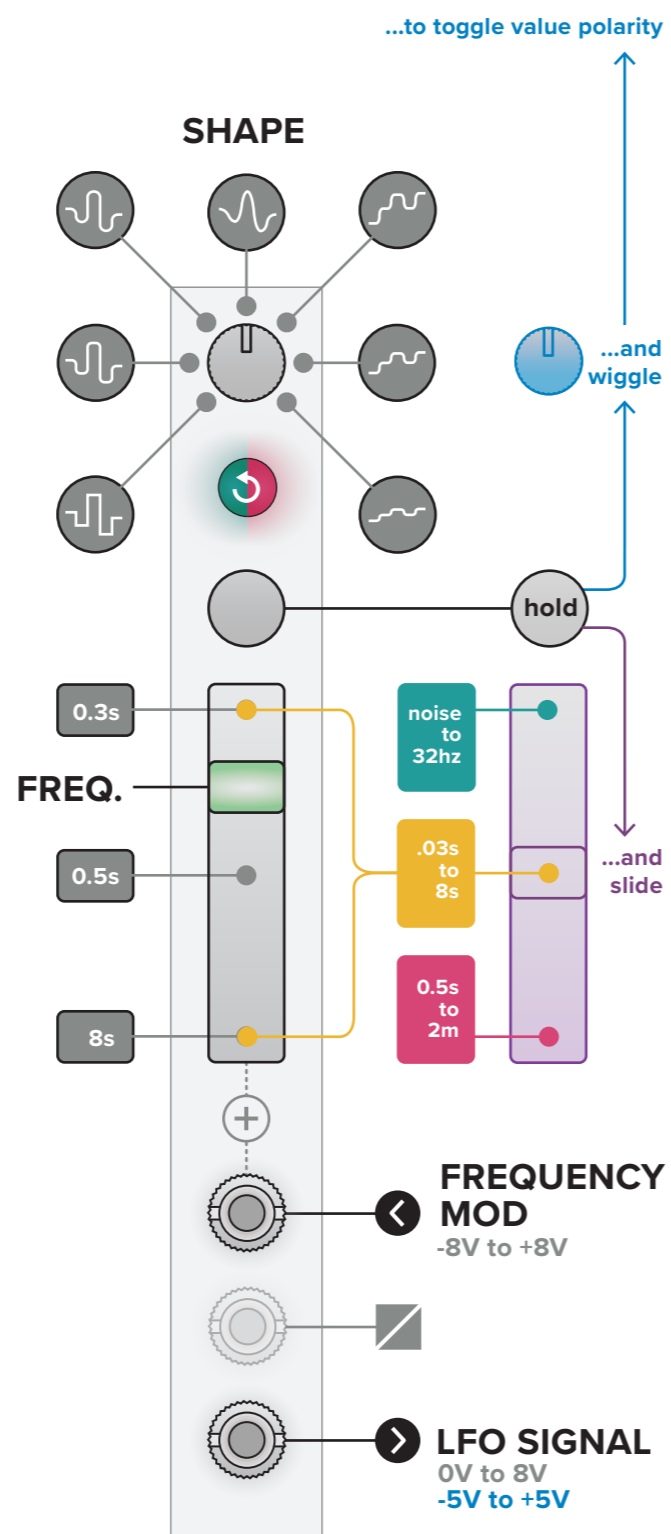 ...to toggle value polarity
SHAPE
...and
wiggle
hold
0.3s
noise
to
32hz
FREQ.
.03s
to
8s
...and
slide
0.5s
0.5s
to
2m
8s
FREQUENCY
MOD
-8V to +8V
LFO SIGNAL
0V to 8V
-5V to +5V